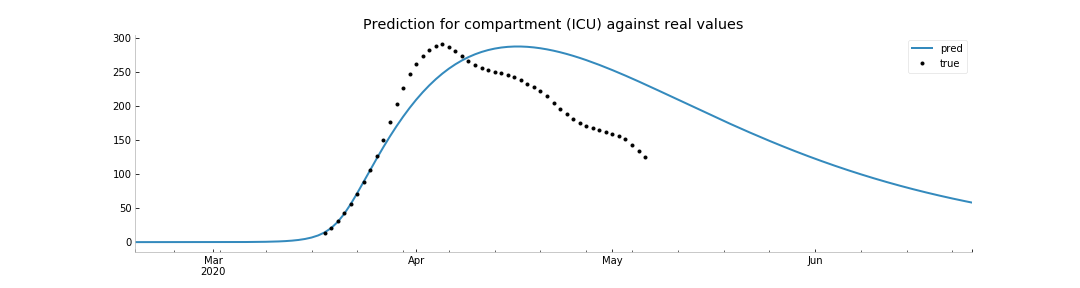 Prediction for compartment (ICU) against real values
300
250
200
150
100
50
0
Mar
2020
Apr
May
Jun
pred
true